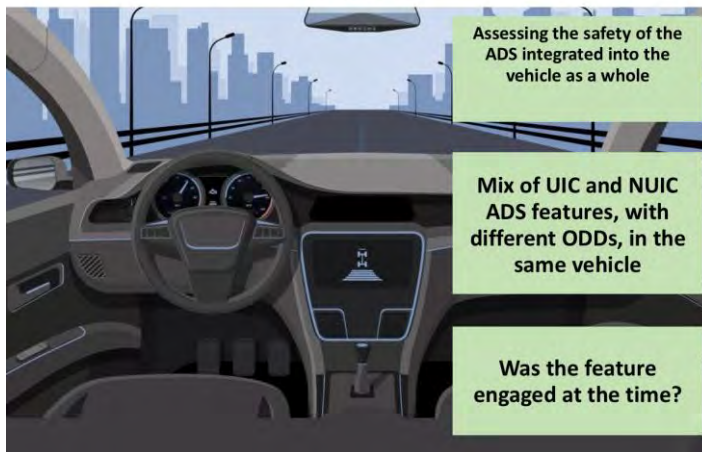 Assessing the safety of the
ADS integrated into the
vehicle as a whole
Mix of UIC and NUIC
ADS features, with
different ODDs, in the
same vehicle
Was the feature
engaged at the time?